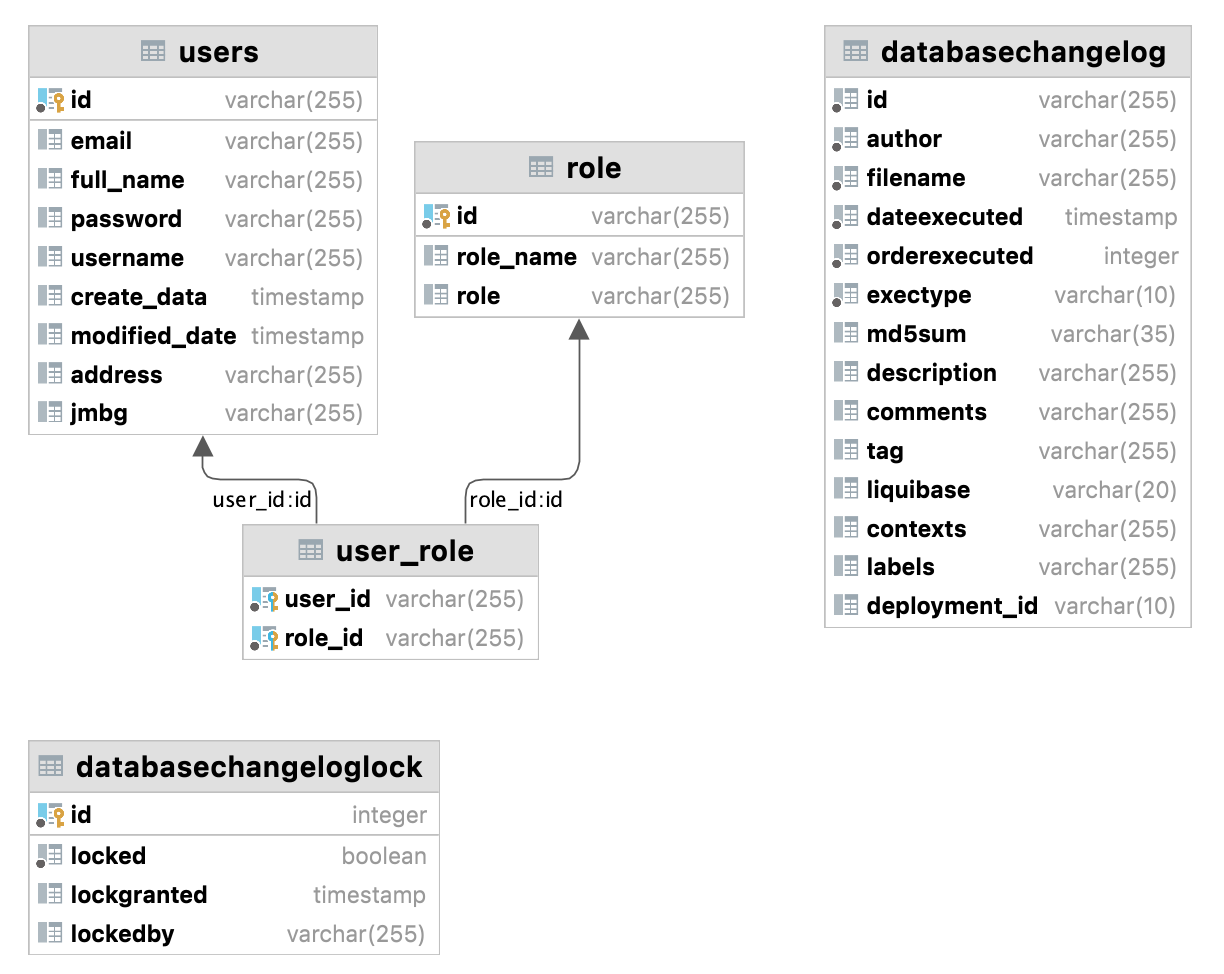 users
id varchar(255)
email varchar(255)
full_name varchar(255)
password varchar(255)
username varchar(255)
create_data timestamp
modified_date timestamp
address varchar(255)
jmbg varchar(255)
role
id varchar(255)
role_name varchar(255)
role varchar(255)
user_id:id
role_id:id
user_role
user_id varchar(255)
role_id varchar(255)
databasechangelog
id varchar(255)
author varchar(255)
filename varchar(255)
dateexecuted timestamp
orderexecuted integer
exectype varchar(10)
md5sum varchar(35)
description varchar(255)
comments varchar(255)
tag varchar(255)
liquibase varchar(20)
contexts varchar(255)
labels varchar(255)
deployment_id varchar(10)
databasechangeloglock
id integer
locked boolean
lockgranted timestamp
lockedby varchar(255)